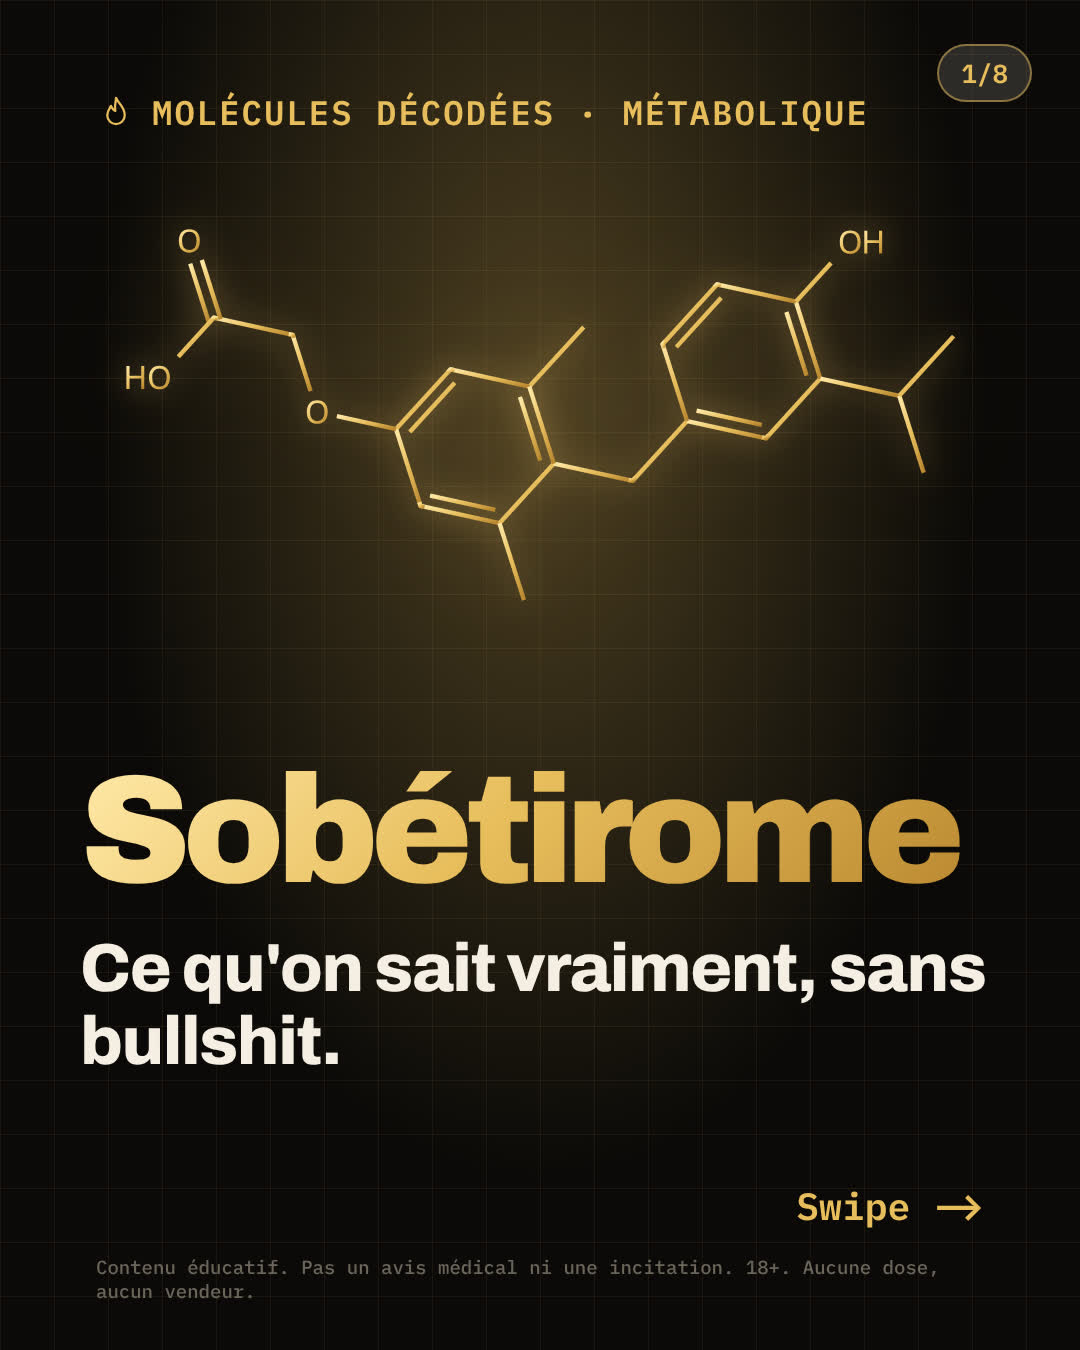 1/8
MOLÉCULES DÉCODÉES · MÉTABOLIQUE
O
OH
HO
O
Sobétirome
Ce qu'on sait vraiment, sans
bullshit.
Swipe →
Contenu éducatif. Pas un avis médical ni une incitation. 18+. Aucune dose,
aucun vendeur.